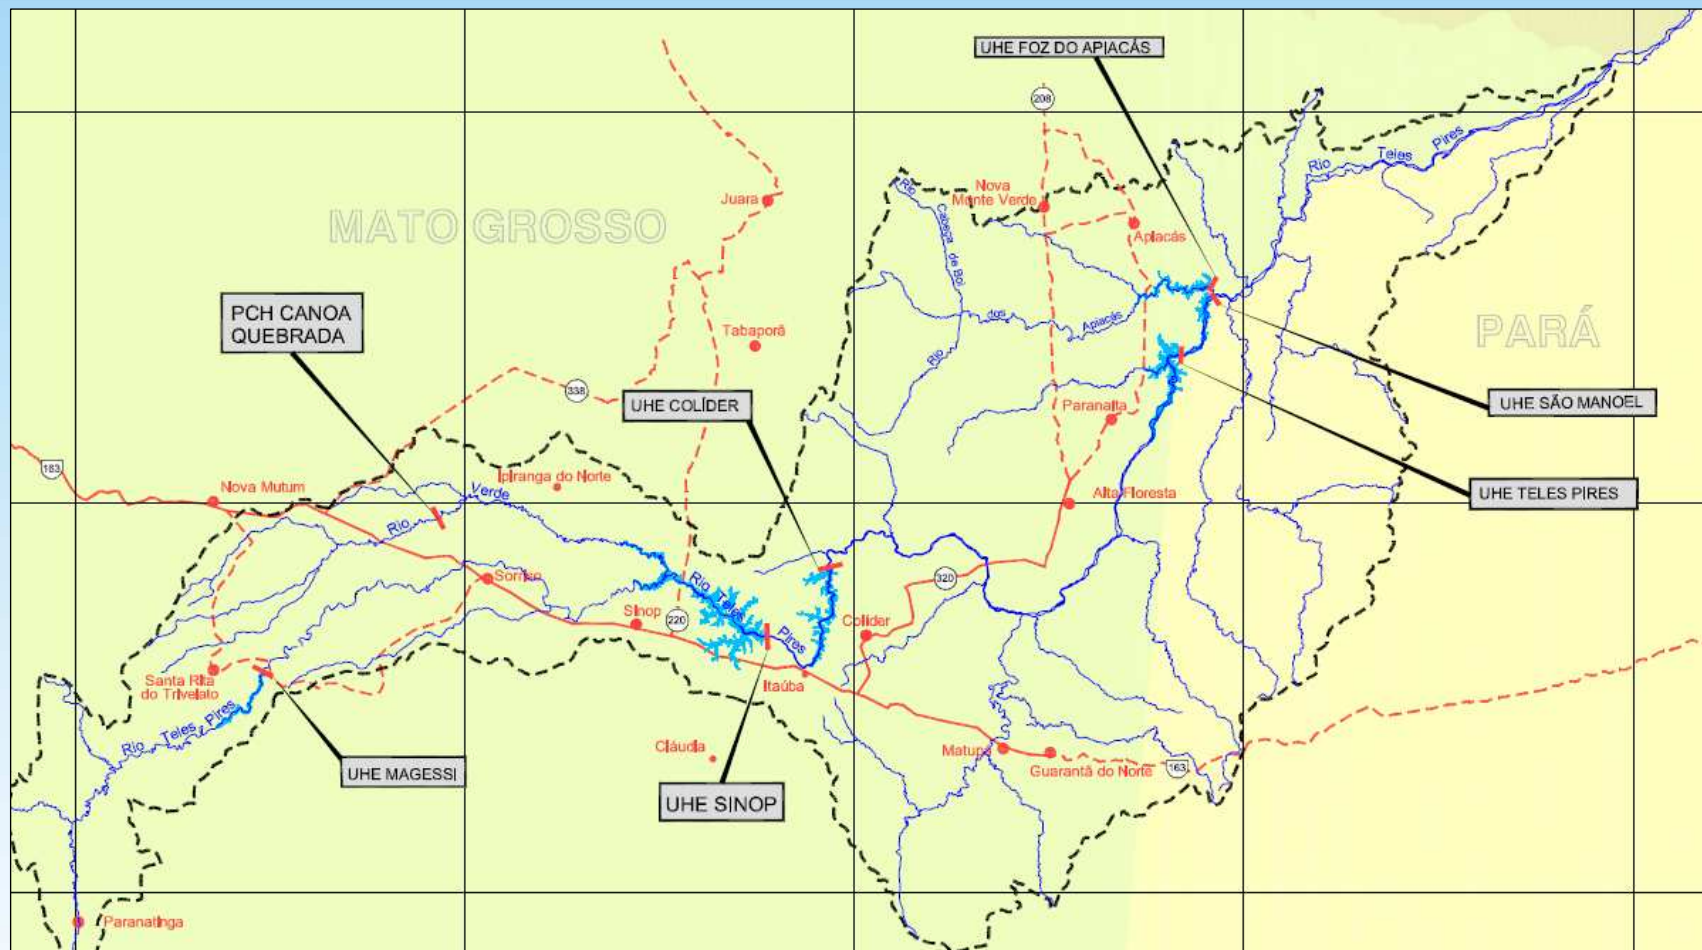 UHE FOZ DO APIACÁS
208
Rio
Teles
Pires
Rio
Cabeça de Boi
Nova
Monte Verde
Juara
MATO GROSSO
Apiacás
PCH CANOA
QUEBRADA
dos
Apiacás
Tabaporã
Rio
PARÁ
338
UHE COLÍDER
Paranaíta
UHE SÃO MANOEL
163
Nova Mutum
Ipiranga do Norte
Verde
Rio
Alta Floresta
UHE TELES PIRES
Sorriso
Rio
Teles
Pires
320
Sinop
220
Colíder
Santa Rita
do Trivelato
Itaúba
Rio Teles Pires
Cláudia
Matupá
Guarantã do Norte
163
UHE MAGESSI
UHE SINOP
Paranatinga